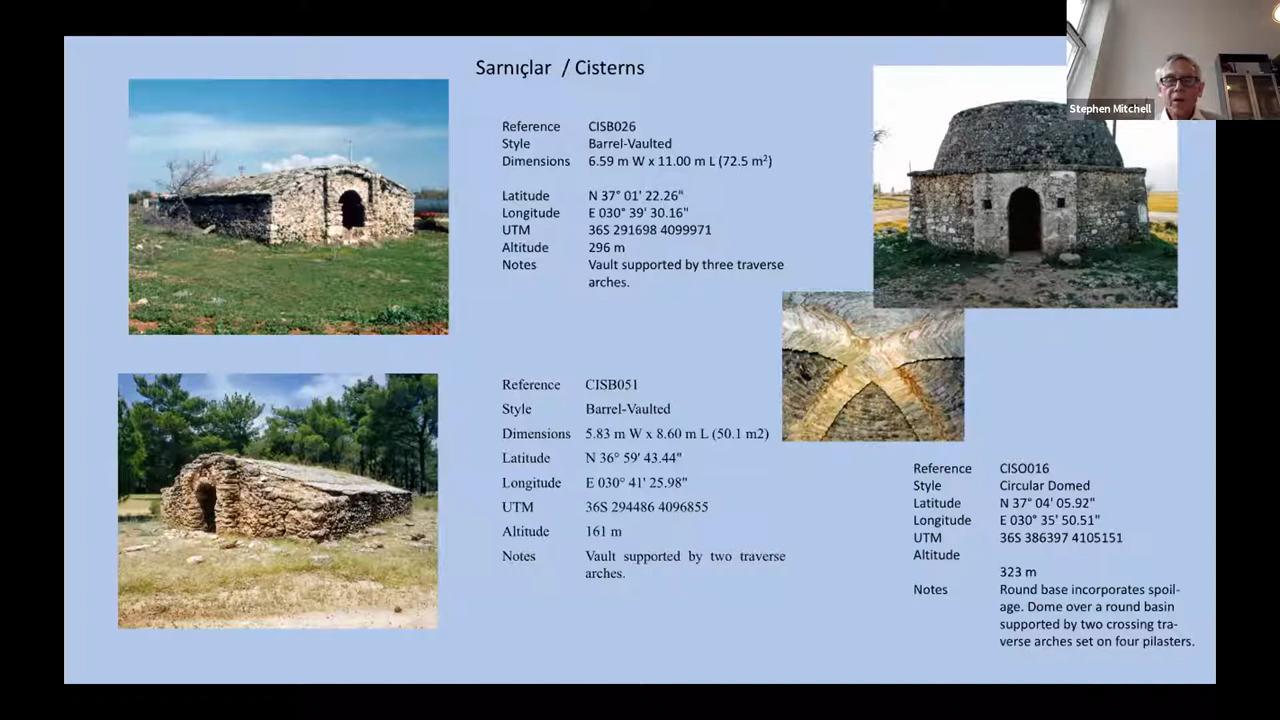 Sarnıçlar / Cisterns
Stephen Mitchell
Reference CISB026
Style Barrel-Vaulted
Dimensions 6.59 m W x 11.00 m L (72.5 m²)
Latitude N 37° 01' 22.26"
Longitude E 030° 39' 30.16"
UTM 36S 291698 4099971
Altitude 296 m
Notes Vault supported by three traverse
arches.
Reference CISB051
Style Barrel-Vaulted
Dimensions 5.83 m W x 8.60 m L (50.1 m2)
Latitude N 36° 59' 43.44"
Longitude E 030° 41' 25.98"
UTM 36S 294486 4096855
Altitude 161 m
Notes Vault supported by two traverse
arches.
Reference CISO016
Style Circular Domed
Latitude N 37° 04' 05.92"
Longitude E 030° 35' 50.51"
UTM 36S 386397 4105151
Altitude
323 m
Notes Round base incorporates spoil-
age. Dome over a round basin
supported by two crossing tra-
verse arches set on four pilasters.